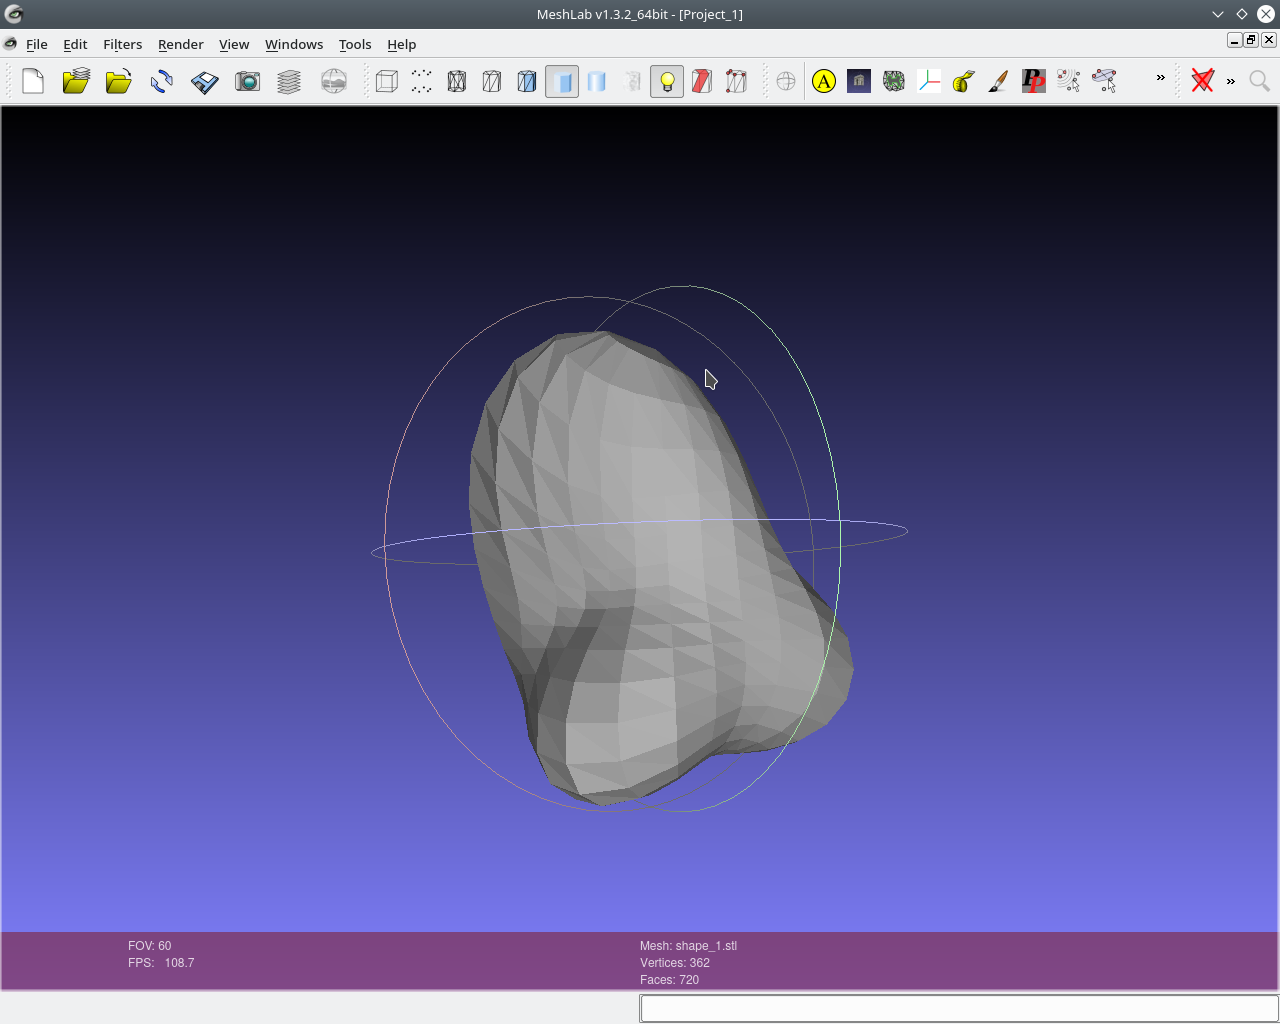 MeshLab v1.3.2_64bit - [Project_1]
File Edit Filters Render View Windows Tools Help
A
PP
FOV: 60
FPS: 108.7
Mesh: shape_1.stl
Vertices: 362
Faces: 720